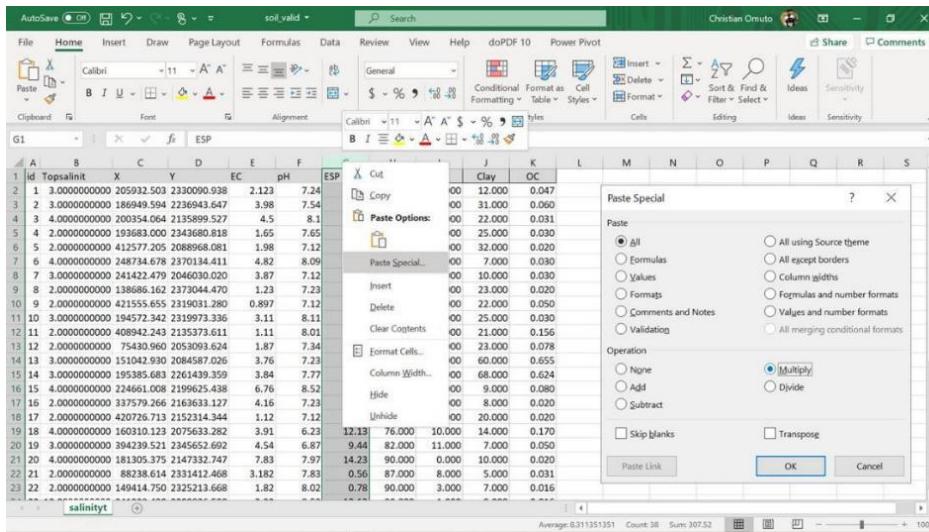 AutoSave Off soil_valid Search Christian Omuto
File Home Insert Draw Page Layout Formulas Data Review View Help doPDF 10 Power Pivot Share Comments
Paste Calibri 11 A A General Conditional Formatting Format as Table Cell Styles Insert Delete Format Sort & Filter Find & Select Ideas Sensitivity
B I U A $ % 9
Clipboard Font Alignment Cells Editing Ideas Sensitivity
Calibri 11 A A $ % 9
B I A
G1 fx ESP
A B C D E F J K L M N O P Q R S
1 id Topsalinit X Y EC pH ESP Clay OC
2 1 3.0000000000 205932.503 2330090.938 2.123 7.24 000 12.000 0.047
3 2 3.0000000000 186949.594 2236943.647 3.98 7.54 000 31.000 0.060
4 3 4.0000000000 200354.064 2135899.527 4.5 8.1 000 22.000 0.031
5 4 2.0000000000 193683.000 2343680.818 1.65 7.65 000 25.000 0.030
6 5 2.0000000000 412577.205 2088968.081 1.98 7.12 000 32.000 0.020
7 6 4.0000000000 248734.678 2370134.411 4.82 8.09 000 7.000 0.030
8 7 3.0000000000 241422.479 2046030.020 3.87 7.12 000 10.000 0.030
9 8 2.0000000000 138686.162 2373044.470 1.23 7.23 000 23.000 0.020
10 9 2.0000000000 421555.655 2319031.280 0.897 7.12 000 22.000 0.050
11 10 3.0000000000 194572.342 2319973.336 3.11 8.11 000 25.000 0.030
12 11 2.0000000000 408942.243 2135373.611 1.11 8.01 000 21.000 0.156
13 12 2.0000000000 75430.960 2053093.624 1.87 7.34 000 23.000 0.078
14 13 3.0000000000 151042.930 2084587.026 3.76 7.23 000 60.000 0.655
15 14 3.0000000000 195385.683 2261439.359 3.84 7.77 000 68.000 0.624
16 15 4.0000000000 224661.008 2199625.438 6.76 8.52 000 9.000 0.080
17 16 2.0000000000 337579.266 2163633.127 4.16 7.23 000 8.000 0.020
18 17 2.0000000000 420726.713 2152314.344 1.12 7.12 000 20.000 0.020
19 18 4.0000000000 160310.123 2075633.282 3.91 6.23 12.13 76.000 10.000 14.000 0.170
20 19 3.0000000000 394239.521 2345652.692 4.54 6.87 9.44 82.000 11.000 7.000 0.050
21 20 4.0000000000 181305.375 2147332.747 7.83 7.97 14.23 90.000 0.000 10.000 0.020
22 21 2.0000000000 88238.614 2331412.468 3.182 7.83 0.56 87.000 8.000 5.000 0.031
23 22 2.0000000000 149414.750 2325213.668 1.82 8.02 0.78 90.000 3.000 7.000 0.016
Cut
Copy
Paste Options:
Paste Special...
Insert
Delete
Clear Contents
Format Cells...
Column Width...
Hide
Unhide
Paste Special ? ×
Paste
All All using Source theme
Formulas All except borders
Values Column widths
Formats Formulas and number formats
Comments and Notes Values and number formats
Validation All merging conditional formats
Operation
None Multiply
Add Divide
Subtract
Skip blanks Transpose
Paste Link OK Cancel
salinityt
Average: 8.311351351 Count: 38 Sum: 307.52 100